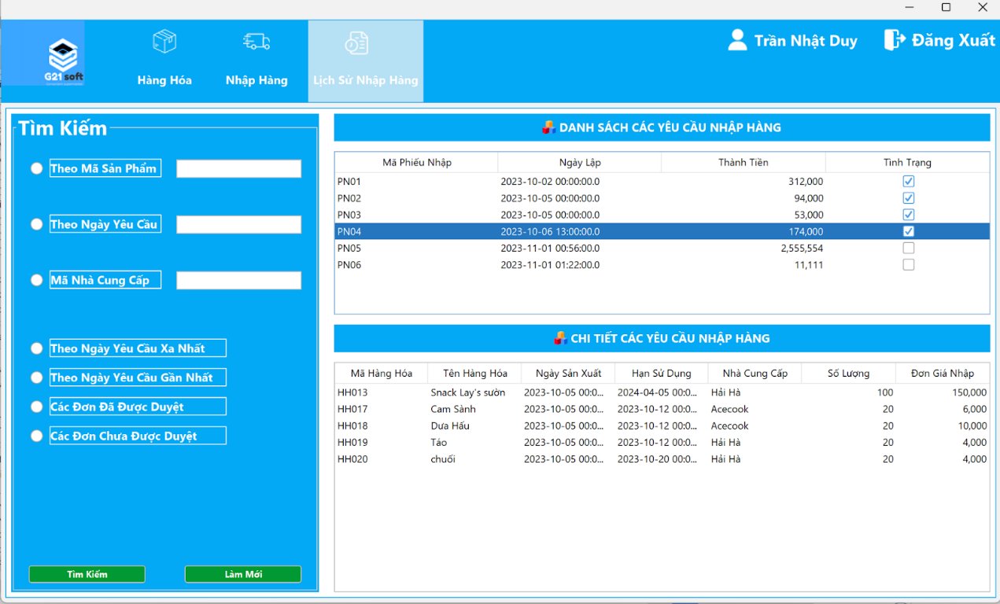 G21 soft
Hàng Hóa
Nhập Hàng
Lịch Sử Nhập Hàng
Trần Nhật Duy
Đăng Xuất
Tìm Kiếm
Theo Mã Sản Phẩm
Theo Ngày Yêu Cầu
Mã Nhà Cung Cấp
Theo Ngày Yêu Cầu Xa Nhất
Theo Ngày Yêu Cầu Gần Nhất
Các Đơn Đã Được Duyệt
Các Đơn Chưa Được Duyệt
Tìm Kiếm Làm Mới
DANH SÁCH CÁC YÊU CẦU NHẬP HÀNG
Mã Phiếu Nhập Ngày Lập Thành Tiền Tình Trạng
PN01 2023-10-02 00:00:00.0 312,000
PN02 2023-10-05 00:00:00.0 94,000
PN03 2023-10-05 00:00:00.0 53,000
PN04 2023-10-06 13:00:00.0 174,000
PN05 2023-11-01 00:56:00.0 2,555,554
PN06 2023-11-01 01:22:00.0 11,111
CHI TIẾT CÁC YÊU CẦU NHẬP HÀNG
Mã Hàng Hóa Tên Hàng Hóa Ngày Sản Xuất Hạn Sử Dụng Nhà Cung Cấp Số Lượng Đơn Giá Nhập
HH013 Snack Lay's sườn 2023-10-05 00:0... 2024-04-05 00:0... Hải Hà 100 150,000
HH017 Cam Sành 2023-10-05 00:0... 2023-10-12 00:0... Acecook 20 6,000
HH018 Dưa Hấu 2023-10-05 00:0... 2023-10-12 00:0... Acecook 20 10,000
HH019 Táo 2023-10-05 00:0... 2023-10-12 00:0... Hải Hà 20 4,000
HH020 chuối 2023-10-05 00:0... 2023-10-20 00:0... Hải Hà 20 4,000